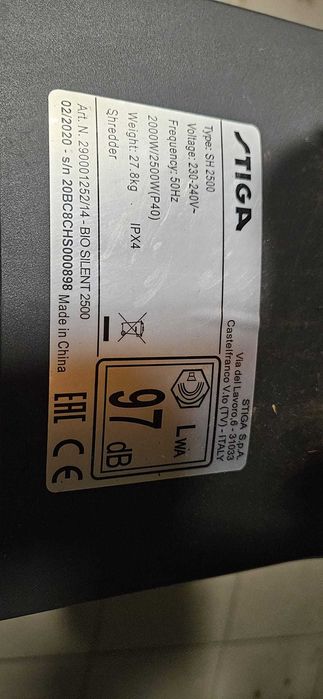 STIGA
STIGA S.p.A.
Via del Lavoro,6 - 31033
Castelfranco V.to (TV) - ITALY
Type: SH 2500
Voltage: 230-240V~
Frequency: 50Hz
2000W/2500W(P40)
Weight: 27.8kg · IPX4
Shredder
LWA
97
dB
Art. N. 290001252/14 - BIO SILENT 2500
02/2020 - s/n 20BC8CHS000898 Made in China
EAC CE